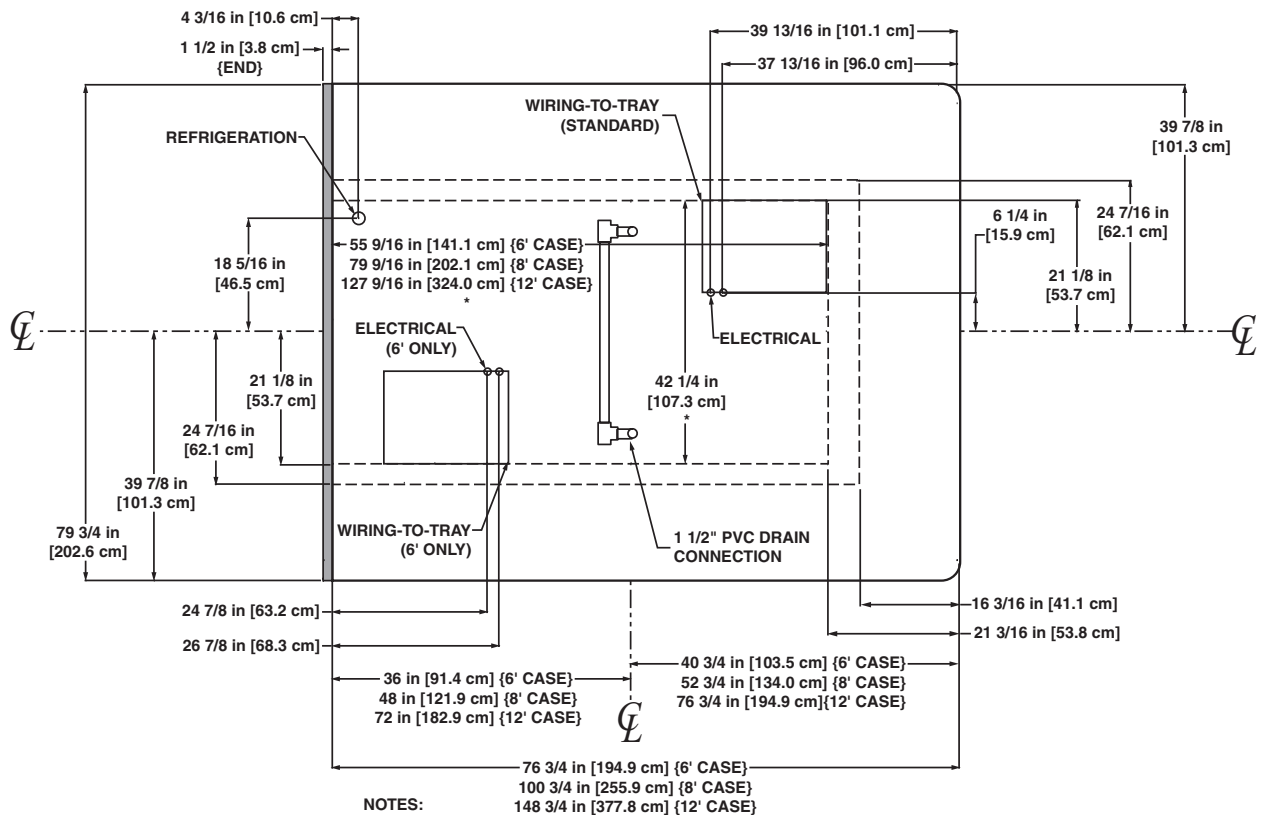 4 3/16 in [10.6 cm]
1 1/2 in [3.8 cm]
{END}
39 13/16 in [101.1 cm]
37 13/16 in [96.0 cm]
WIRING-TO-TRAY
(STANDARD)
REFRIGERATION
39 7/8 in
[101.3 cm]
24 7/16 in
[62.1 cm]
6 1/4 in
[15.9 cm]
21 1/8 in
[53.7 cm]
18 5/16 in
[46.5 cm]
55 9/16 in [141.1 cm] {6' CASE}
79 9/16 in [202.1 cm] {8' CASE}
127 9/16 in [324.0 cm] {12' CASE}
*
℄
℄
ELECTRICAL
(6' ONLY)
ELECTRICAL
21 1/8 in
[53.7 cm]
42 1/4 in
[107.3 cm]
*
24 7/16 in
[62.1 cm]
39 7/8 in
[101.3 cm]
79 3/4 in
[202.6 cm]
WIRING-TO-TRAY
(6' ONLY)
1 1/2" PVC DRAIN
CONNECTION
24 7/8 in [63.2 cm]
26 7/8 in [68.3 cm]
16 3/16 in [41.1 cm]
21 3/16 in [53.8 cm]
36 in [91.4 cm] {6' CASE}
48 in [121.9 cm] {8' CASE}
72 in [182.9 cm] {12' CASE}
40 3/4 in [103.5 cm] {6' CASE}
52 3/4 in [134.0 cm] {8' CASE}
76 3/4 in [194.9 cm]{12' CASE}
℄
76 3/4 in [194.9 cm] {6' CASE}
100 3/4 in [255.9 cm] {8' CASE}
148 3/4 in [377.8 cm] {12' CASE}
NOTES: